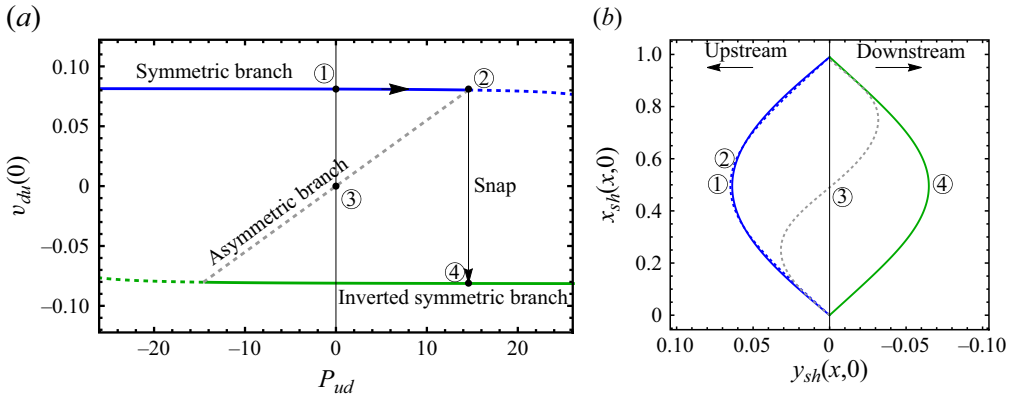 (a)
0.10
0.05
0
−0.05
−0.10
v_du(0)
Symmetric branch
①
②
Asymmetric branch
③
Snap
④
Inverted symmetric branch
−20
−10
0
10
20
P_ud
(b)
Upstream
Downstream
1.0
0.8
0.6
0.4
0.2
0
x_sh(x,0)
②
①
③
④
0.10
0.05
0
−0.05
−0.10
y_sh(x,0)